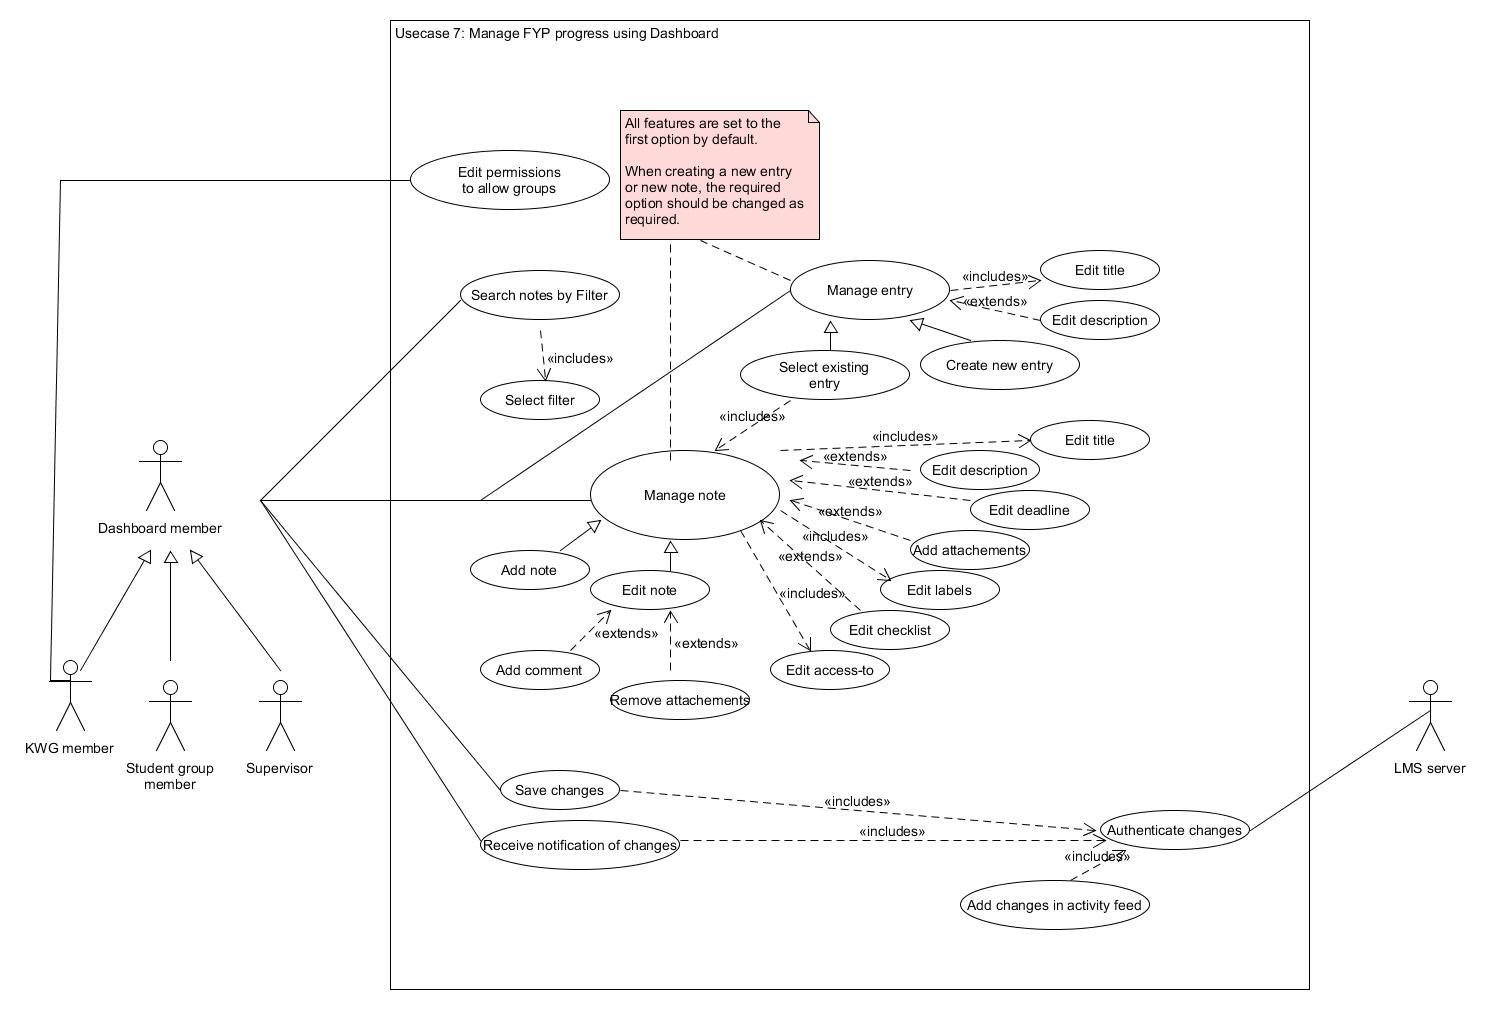 Usecase 7: Manage FYP progress using Dashboard
All features are set to the
first option by default.
When creating a new entry
or new note, the required
option should be changed as
required.
Edit permissions
to allow groups
Search notes by Filter
«includes»
Select filter
Manage entry
«includes»
Edit title
«extends»
Edit description
Select existing
entry
Create new entry
«includes»
Manage note
«includes»
Edit title
«extends»
Edit description
«extends»
Edit deadline
«extends»
Add attachements
«includes»
Edit labels
«extends»
Edit checklist
«includes»
Edit access-to
Add note
Edit note
«extends»
Add comment
«extends»
Remove attachements
Dashboard member
KWG member
Student group
member
Supervisor
LMS server
Save changes
«includes»
Receive notification of changes
«includes»
Authenticate changes
«includes»
Add changes in activity feed